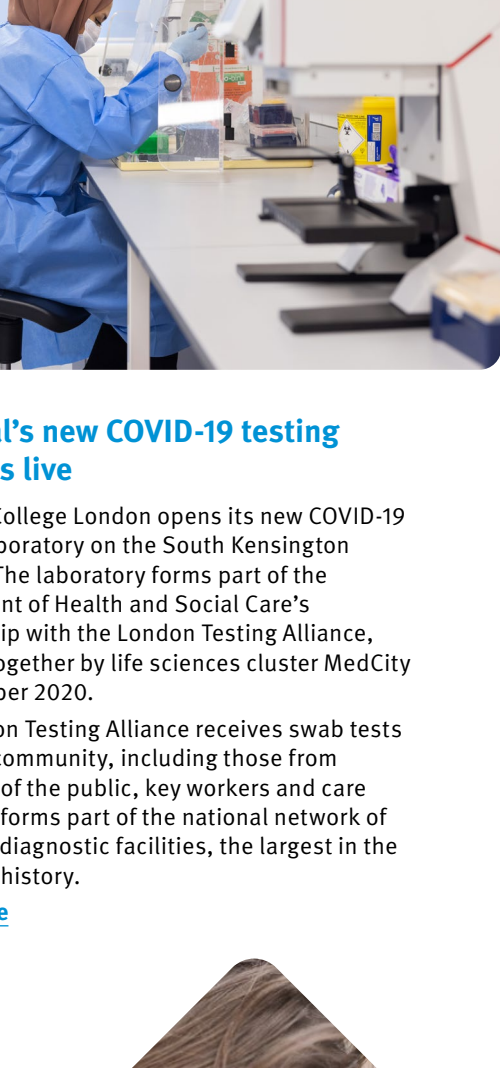 l's new COVID-19 testing
s live
College London opens its new COVID-19
boratory on the South Kensington
The laboratory forms part of the
nt of Health and Social Care's
ip with the London Testing Alliance,
ogether by life sciences cluster MedCity
ber 2020.
on Testing Alliance receives swab tests
community, including those from
of the public, key workers and care
forms part of the national network of
diagnostic facilities, the largest in the
history.
e